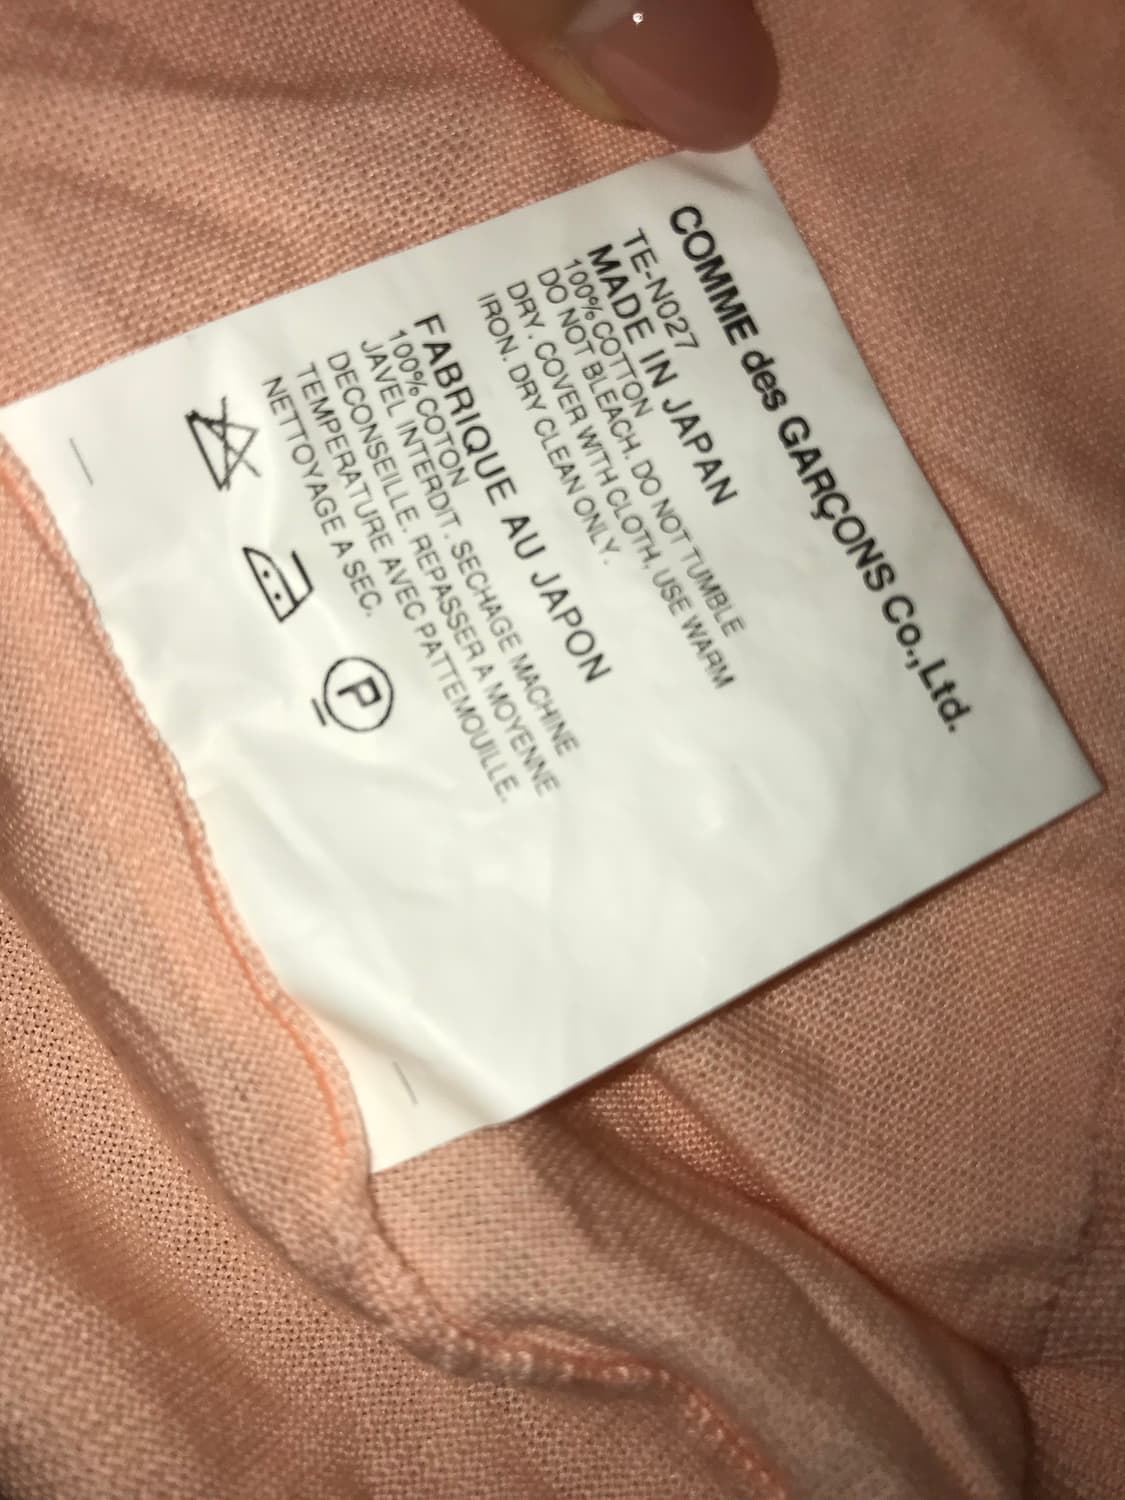 COMME des GARÇONS Co.,Ltd.
TE-N027
MADE IN JAPAN
100% COTTON
DO NOT BLEACH. DO NOT TUMBLE
DRY. COVER WITH CLOTH, USE WARM
IRON. DRY CLEAN ONLY.
FABRIQUE AU JAPON
100% COTON
JAVEL INTERDIT. SECHAGE MACHINE
DECONSEILLE. REPASSER A MOYENNE
TEMPERATURE AVEC PATTEMOUILLE.
NETTOYAGE A SEC.
P